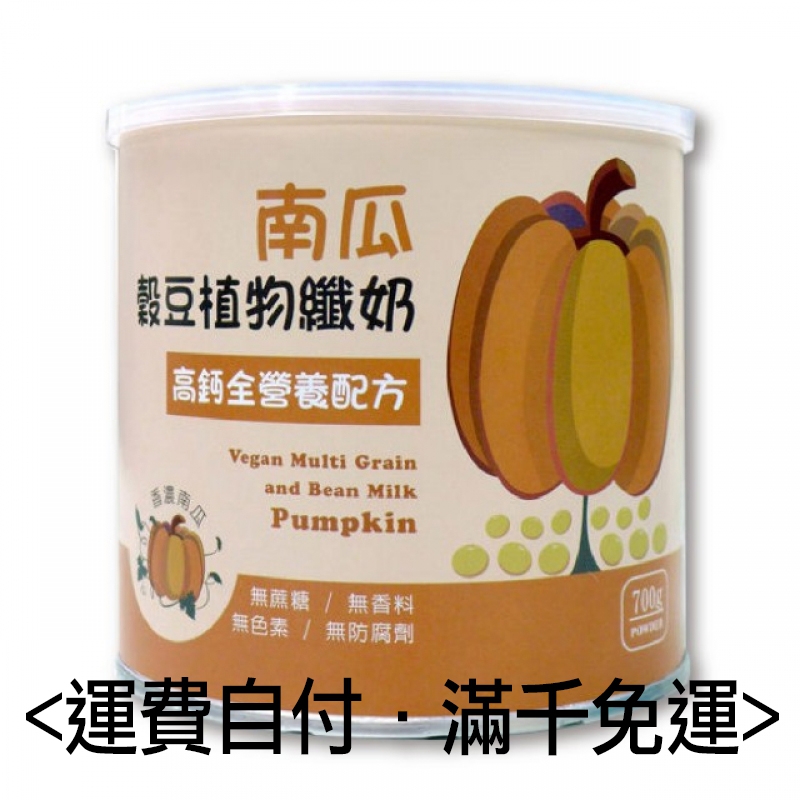 南瓜
穀豆植物纖奶
高鈣全營養配方
Vegan Multi Grain
and Bean Milk
Pumpkin
香濃南瓜
無蔗糖 / 無香料
無色素 / 無防腐劑
700g
POWDER
<運費自付．滿千免運>